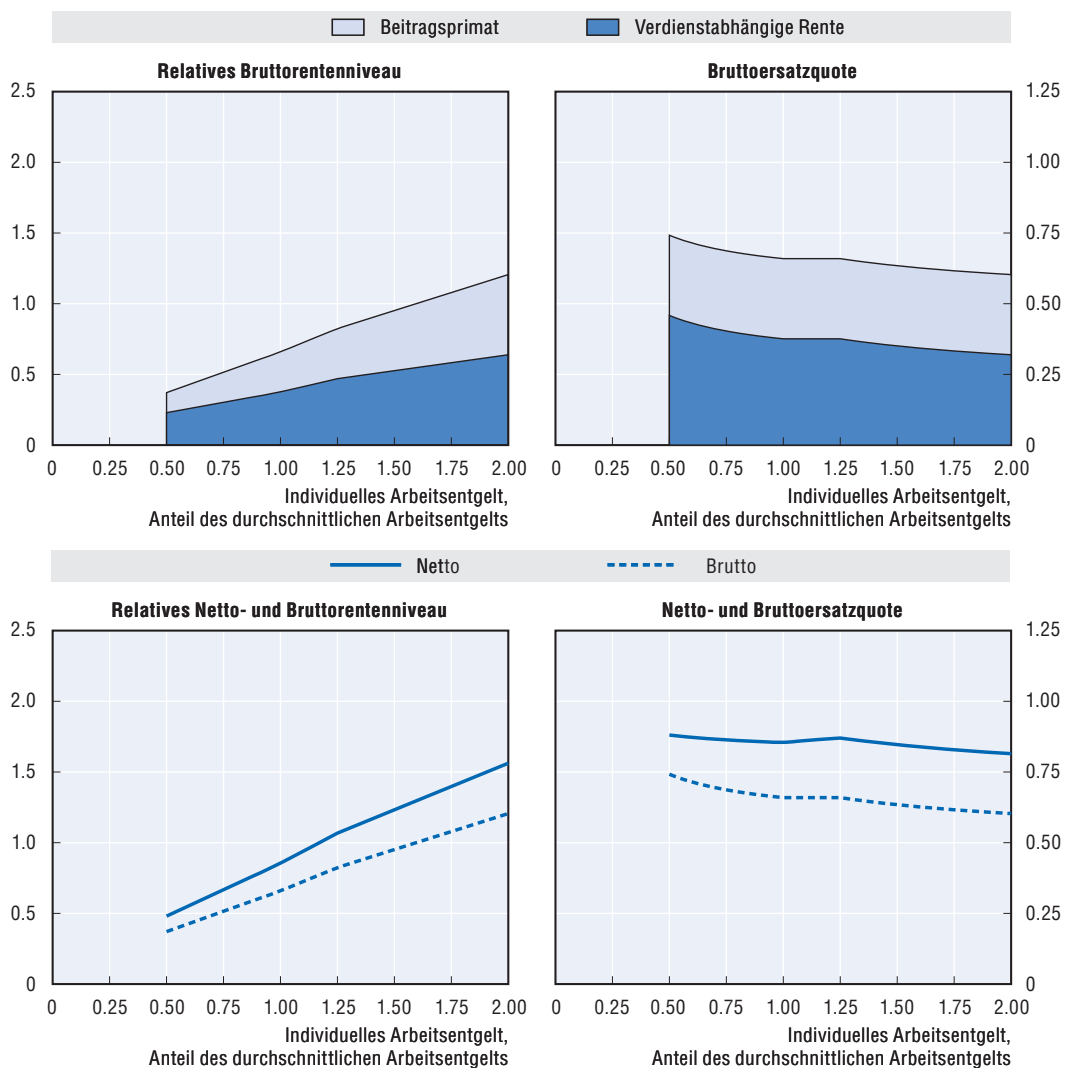 Beitragsprimat Verdienstabhängige Rente
Relatives Bruttorentenniveau Bruttoersatzquote
2.5 1.25
2.0 1.00
1.5 0.75
1.0 0.50
0.5 0.25
0 0
0 0.25 0.50 0.75 1.00 1.25 1.50 1.75 2.00 0 0.25 0.50 0.75 1.00 1.25 1.50 1.75 2.00
Individuelles Arbeitsentgelt, Individuelles Arbeitsentgelt,
Anteil des durchschnittlichen Arbeitsentgelts Anteil des durchschnittlichen Arbeitsentgelts
Netto Brutto
Relatives Netto- und Bruttorentenniveau Netto- und Bruttoersatzquote
2.5 1.25
2.0 1.00
1.5 0.75
1.0 0.50
0.5 0.25
0 0
0 0.25 0.50 0.75 1.00 1.25 1.50 1.75 2.00 0 0.25 0.50 0.75 1.00 1.25 1.50 1.75 2.00
Individuelles Arbeitsentgelt, Individuelles Arbeitsentgelt,
Anteil des durchschnittlichen Arbeitsentgelts Anteil des durchschnittlichen Arbeitsentgelts